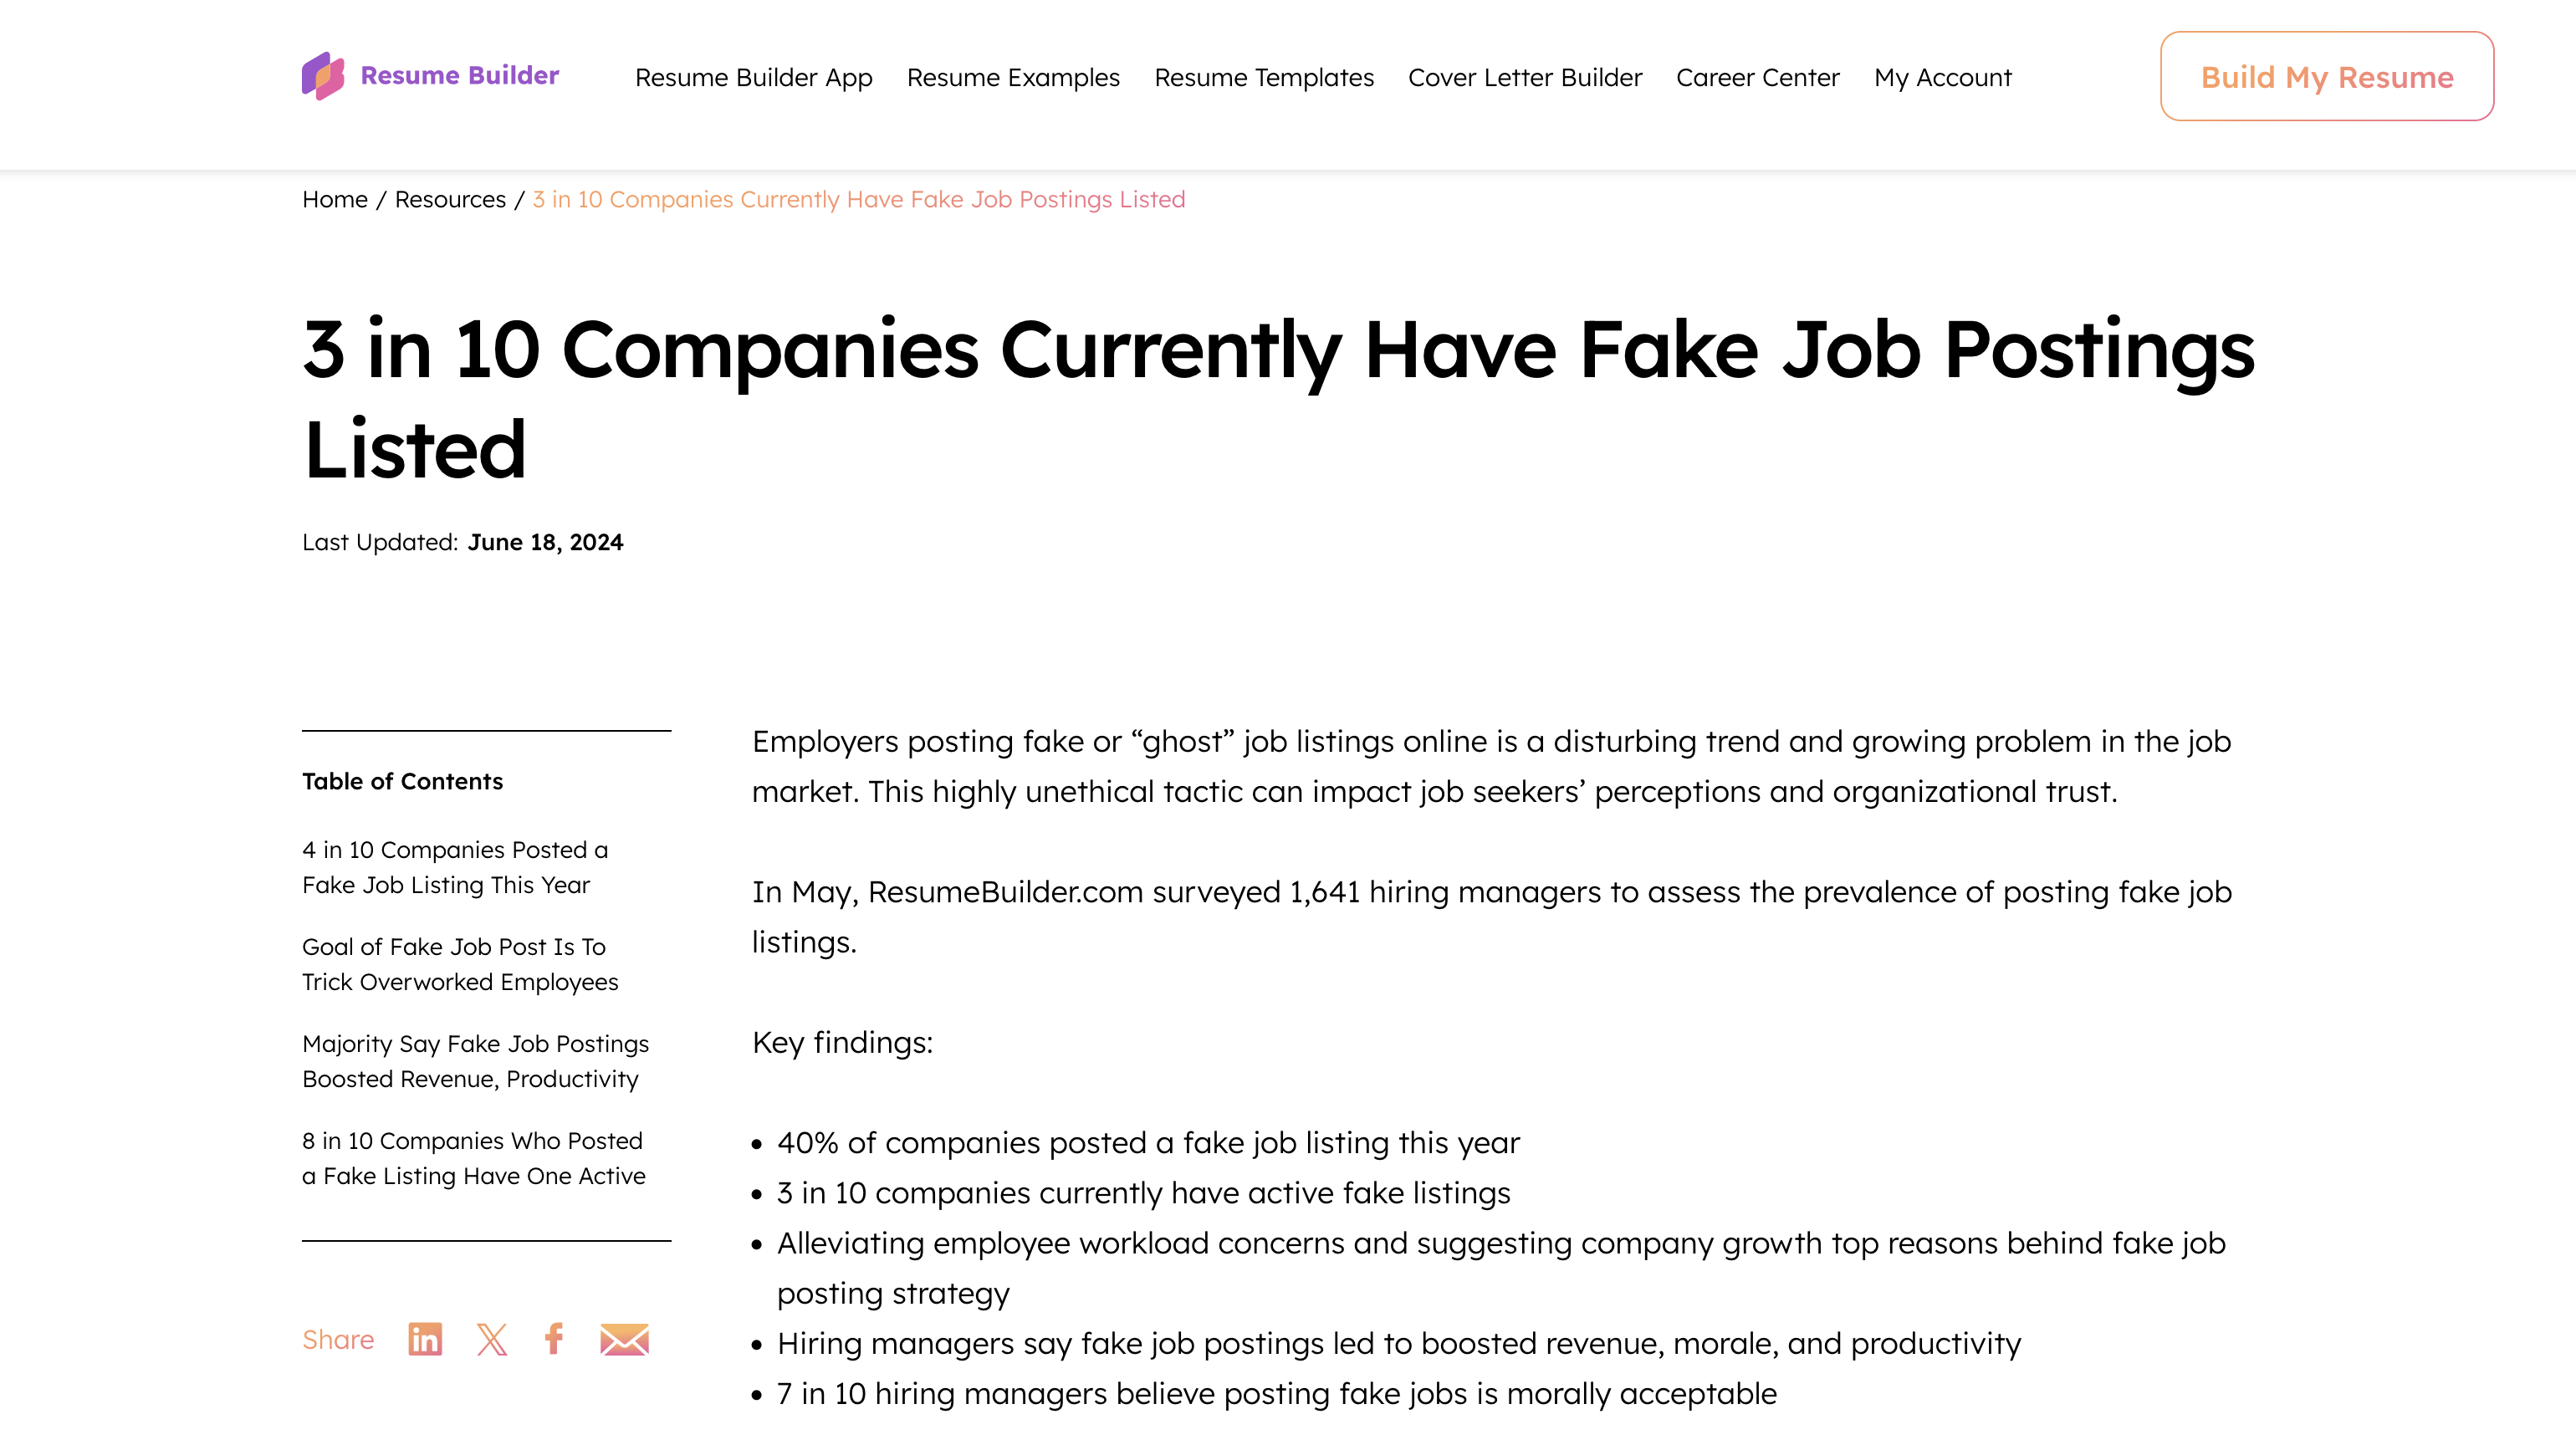 Resume Builder
Resume Builder App
Resume Examples
Resume Templates
Cover Letter Builder
Career Center
My Account
Build My Resume
Home / Resources / 3 in 10 Companies Currently Have Fake Job Postings Listed
3 in 10 Companies Currently Have Fake Job Postings
Listed
Last Updated: June 18, 2024
Table of Contents
4 in 10 Companies Posted a
Fake Job Listing This Year
Goal of Fake Job Post Is To
Trick Overworked Employees
Majority Say Fake Job Postings
Boosted Revenue, Productivity
8 in 10 Companies Who Posted
a Fake Listing Have One Active
Share
Employers posting fake or “ghost” job listings online is a disturbing trend and growing problem in the job
market. This highly unethical tactic can impact job seekers’ perceptions and organizational trust.
In May, ResumeBuilder.com surveyed 1,641 hiring managers to assess the prevalence of posting fake job
listings.
Key findings:
• 40% of companies posted a fake job listing this year
• 3 in 10 companies currently have active fake listings
• Alleviating employee workload concerns and suggesting company growth top reasons behind fake job
posting strategy
• Hiring managers say fake job postings led to boosted revenue, morale, and productivity
• 7 in 10 hiring managers believe posting fake jobs is morally acceptable